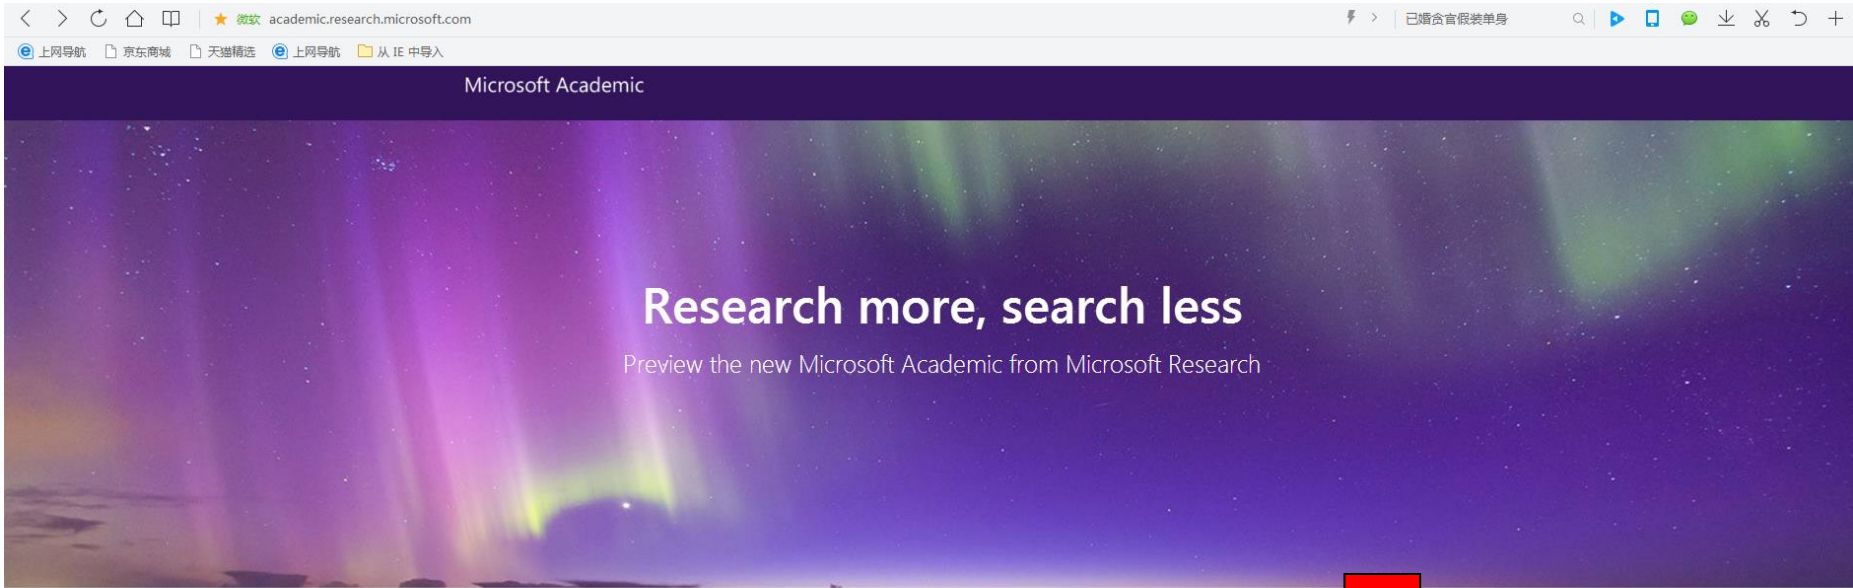 微软 academic.research.microsoft.com 已婚贪官假装单身
上网导航 京东商城 天猫精选 上网导航 从 IE 中导入
Microsoft Academic
Research more, search less
Preview the new Microsoft Academic from Microsoft Research